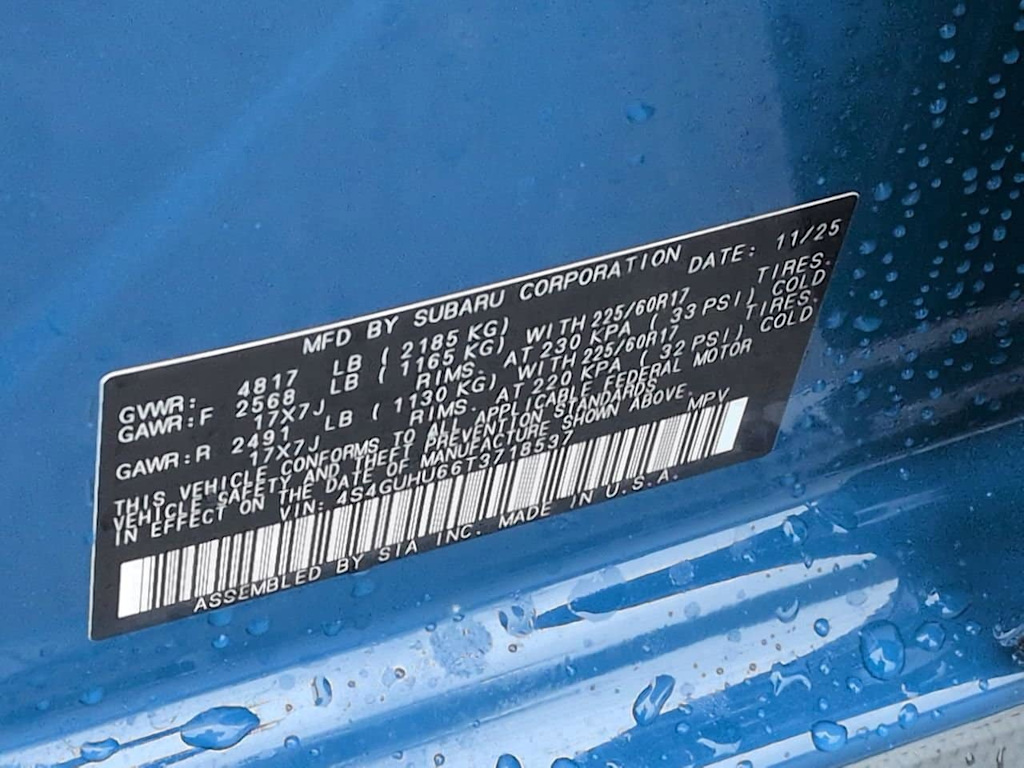 MFD BY SUBARU CORPORATION
DATE: 11/25
GVWR: 4817 LB ( 2185 KG)
GAWR:F 2568 LB ( 1165 KG) WITH 225/60R17 TIRES.
17X7J RIMS. AT 230 KPA ( 33 PSI) COLD
GAWR:R 2491 LB ( 1130 KG) WITH 225/60R17 TIRES.
17X7J RIMS. AT 220 KPA ( 32 PSI) COLD
THIS VEHICLE CONFORMS TO ALL APPLICABLE FEDERAL MOTOR
VEHICLE SAFETY AND THEFT PREVENTION STANDARDS
IN EFFECT ON THE DATE OF MANUFACTURE SHOWN ABOVE.
VIN: 4S4GUHU66T3718537 MPV
ASSEMBLED BY SIA INC. MADE IN U.S.A.